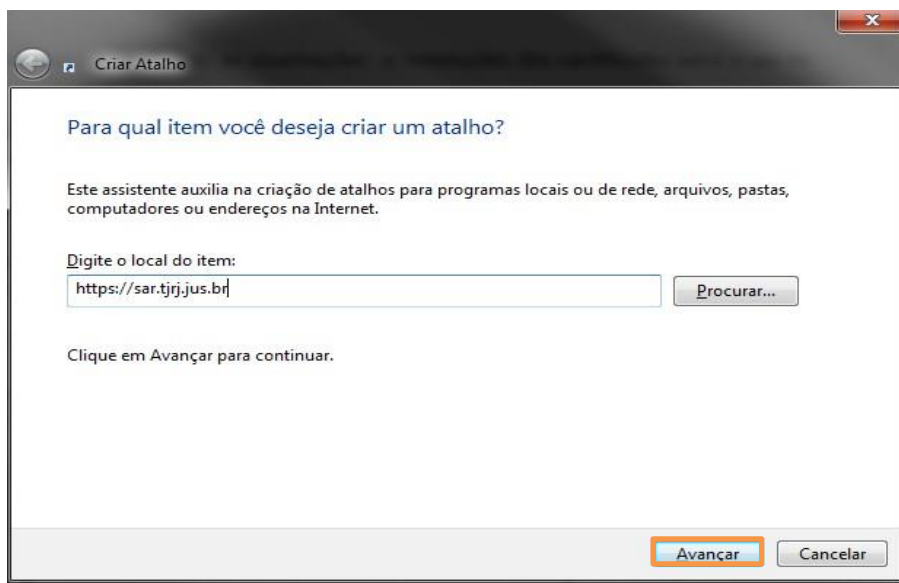 Criar Atalho
Para qual item você deseja criar um atalho?
Este assistente auxilia na criação de atalhos para programas locais ou de rede, arquivos, pastas,
computadores ou endereços na Internet.
Digite o local do item:
https://sar.tjrj.jus.br
Procurar...
Clique em Avançar para continuar.
Avançar Cancelar